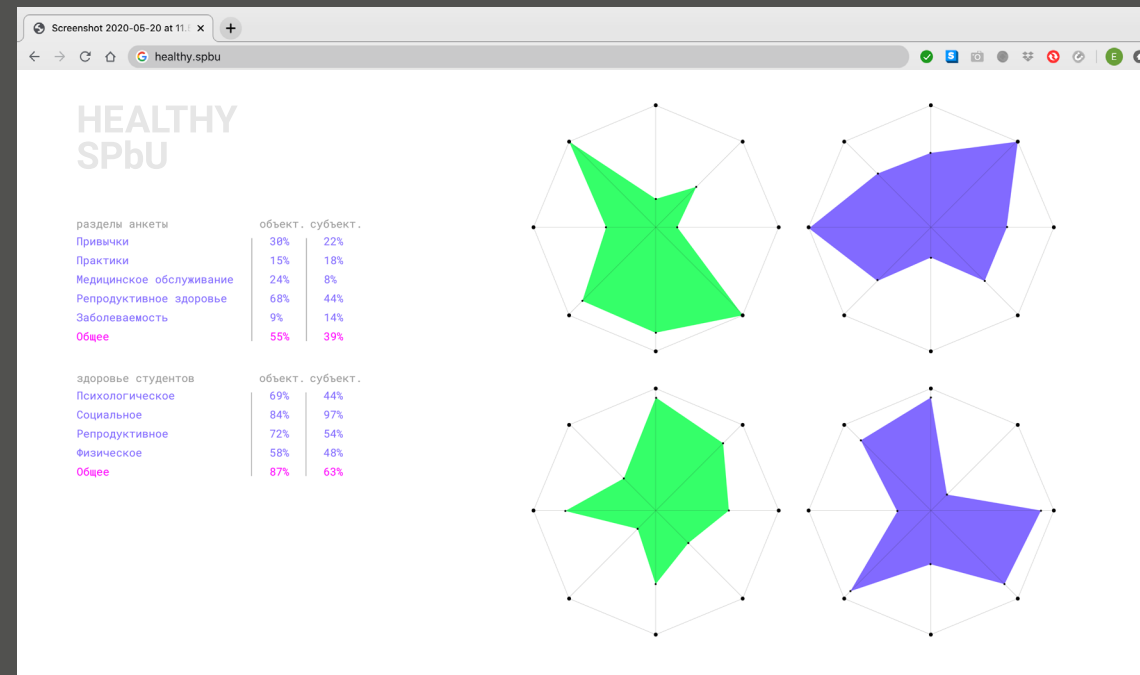 Screenshot 2020-05-20 at 11.
healthy.spbu
E
HEALTHY
SPbU
разделы анкеты объект. субъект.
Привычки 30% 22%
Практики 15% 18%
Медицинское обслуживание 24% 8%
Репродуктивное здоровье 68% 44%
Заболеваемость 9% 14%
Общее 55% 39%
здоровье студентов объект. субъект.
Психологическое 69% 44%
Социальное 84% 97%
Репродуктивное 72% 54%
Физическое 58% 48%
Общее 87% 63%